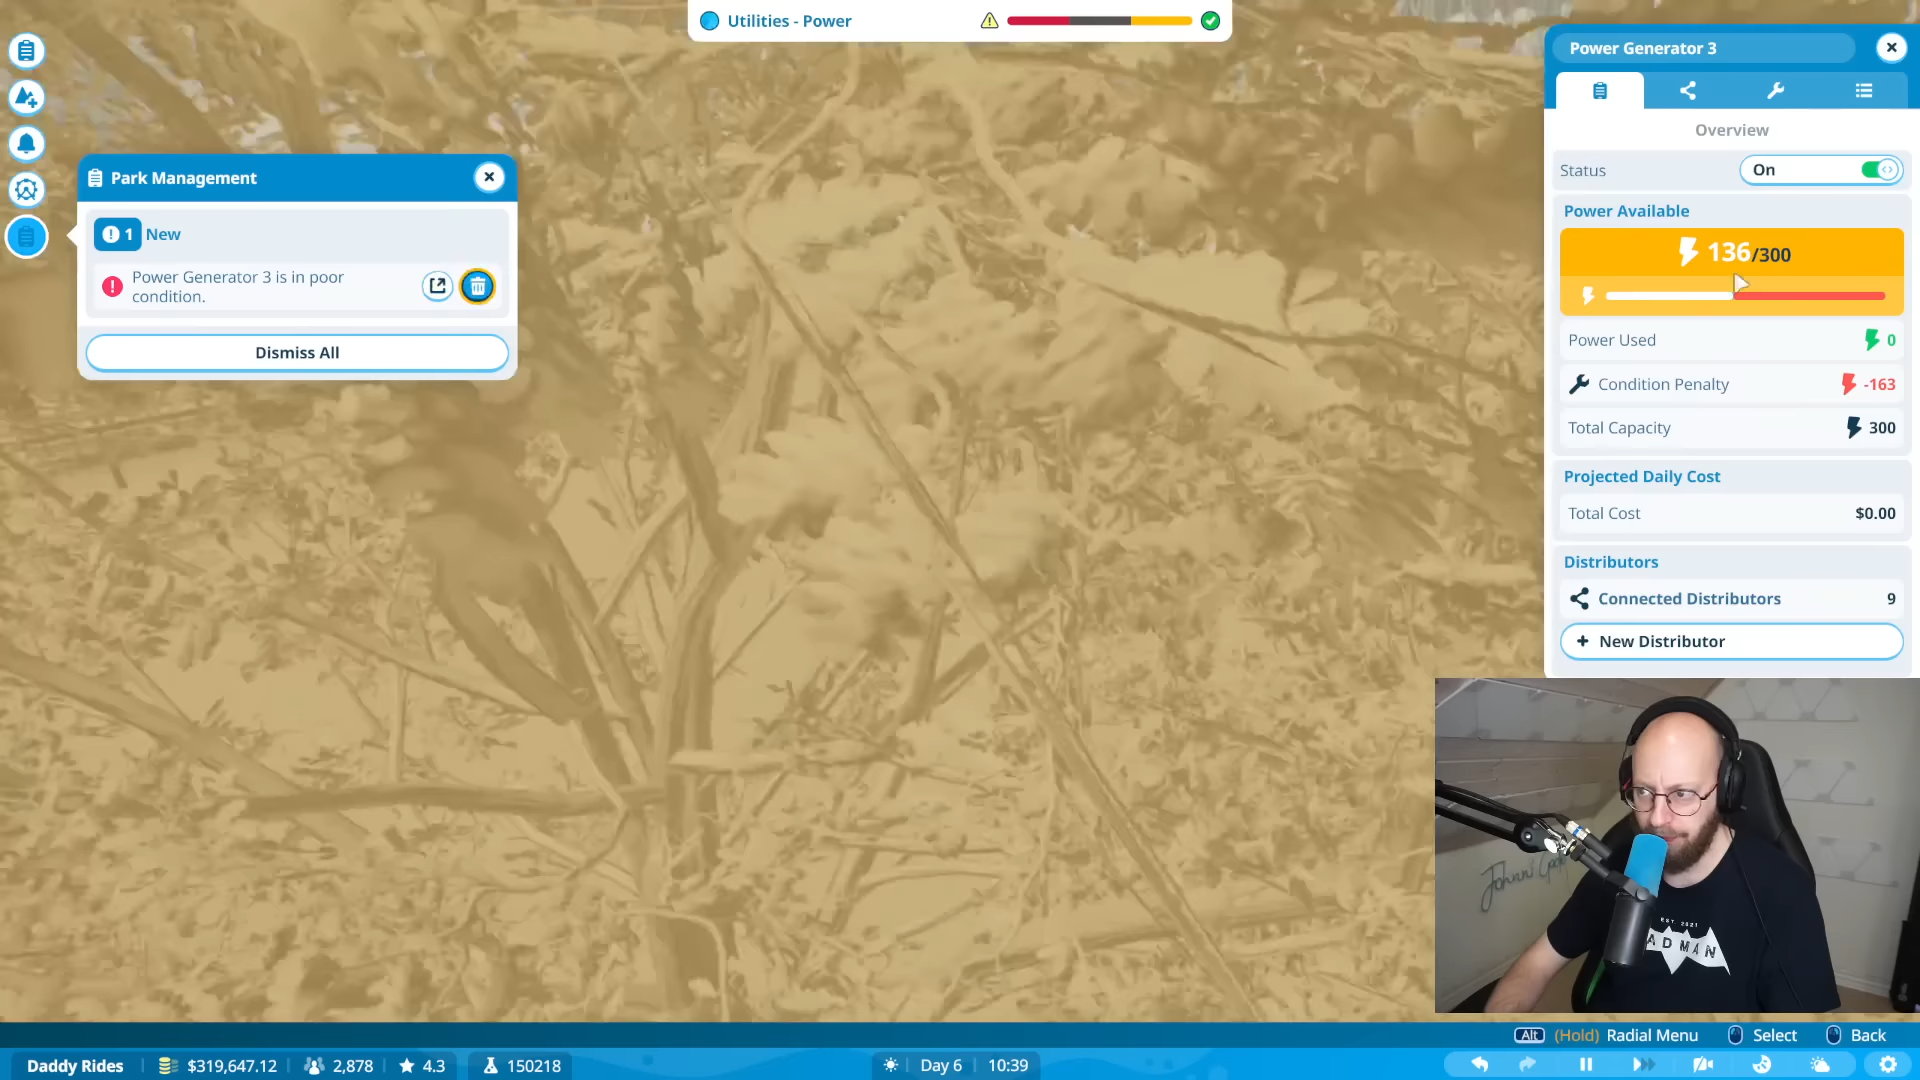 Utilities - Power
Park Management
1 New
Power Generator 3 is in poor
condition.
Dismiss All
Power Generator 3
Overview
Status On
Power Available
136/300
Power Used 0
Condition Penalty -163
Total Capacity 300
Projected Daily Cost
Total Cost $0.00
Distributors
Connected Distributors 9
+ New Distributor
EST. 2021
ADMAN
Alt (Hold) Radial Menu Select Back
Daddy Rides $319,647.12 2,878 4.3 150218 Day 6 10:39